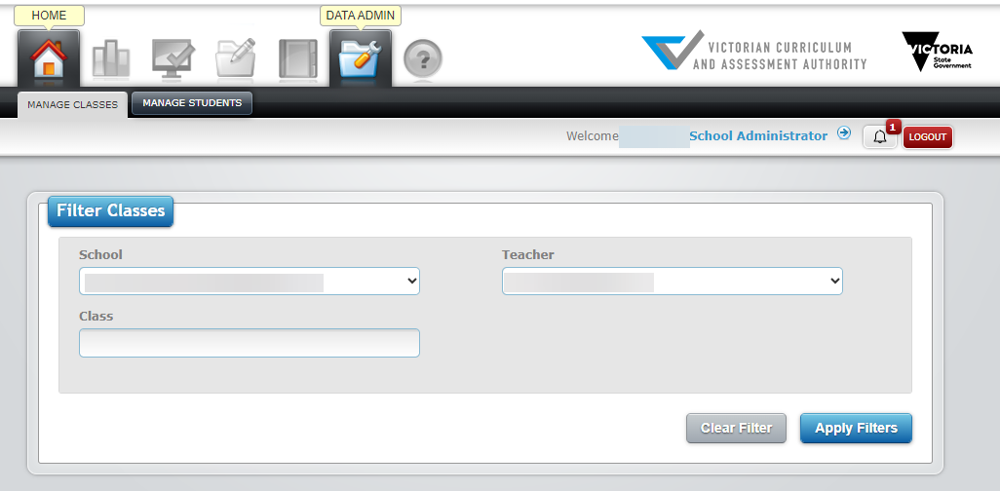 HOME
DATA ADMIN
?
VICTORIAN CURRICULUM
AND ASSESSMENT AUTHORITY
VICTORIA
State
Government
MANAGE CLASSES
MANAGE STUDENTS
Welcome School Administrator
1
LOGOUT
Filter Classes
School
Teacher
Class
Clear Filter
Apply Filters